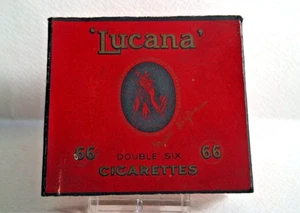 'Lucana'
66 DOUBLE SIX 66
CIGARETTES